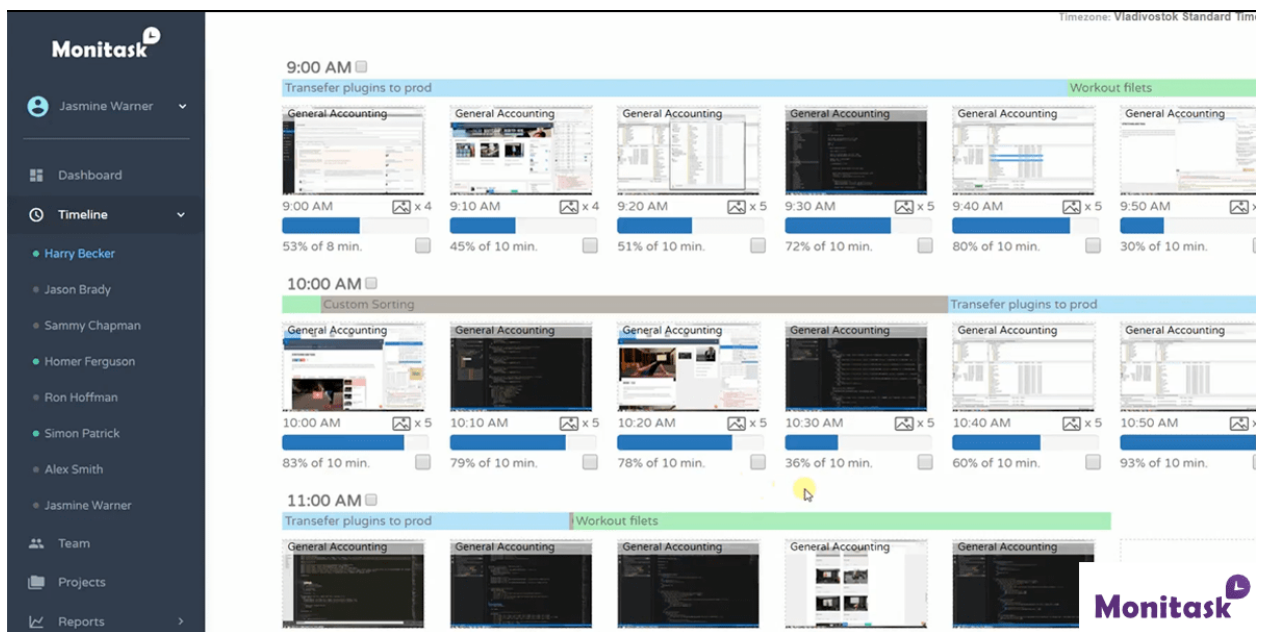 Timezone: Vladivostok Standard Tim
Monitask
Jasmine Warner
Dashboard
Timeline
Harry Becker
Jason Brady
Sammy Chapman
Homer Ferguson
Ron Hoffman
Simon Patrick
Alex Smith
Jasmine Warner
Team
Projects
Reports
9:00 AM
Transefer plugins to prod Workout filets
General Accounting General Accounting General Accounting General Accounting General Accounting General Accounting
9:00 AM x 4 9:10 AM x 4 9:20 AM x 5 9:30 AM x 5 9:40 AM x 5 9:50 AM x
53% of 8 min. 45% of 10 min. 51% of 10 min. 72% of 10 min. 80% of 10 min. 30% of 10 min.
10:00 AM
Custom Sorting Transefer plugins to prod
General Accounting General Accounting General Accounting General Accounting General Accounting General Accounting
10:00 AM x 5 10:10 AM x 5 10:20 AM x 5 10:30 AM x 5 10:40 AM x 5 10:50 AM x
83% of 10 min. 79% of 10 min. 78% of 10 min. 36% of 10 min. 60% of 10 min. 93% of 10 min.
11:00 AM
Transefer plugins to prod Workout filets
General Accounting General Accounting General Accounting General Accounting General Accounting
Monitask